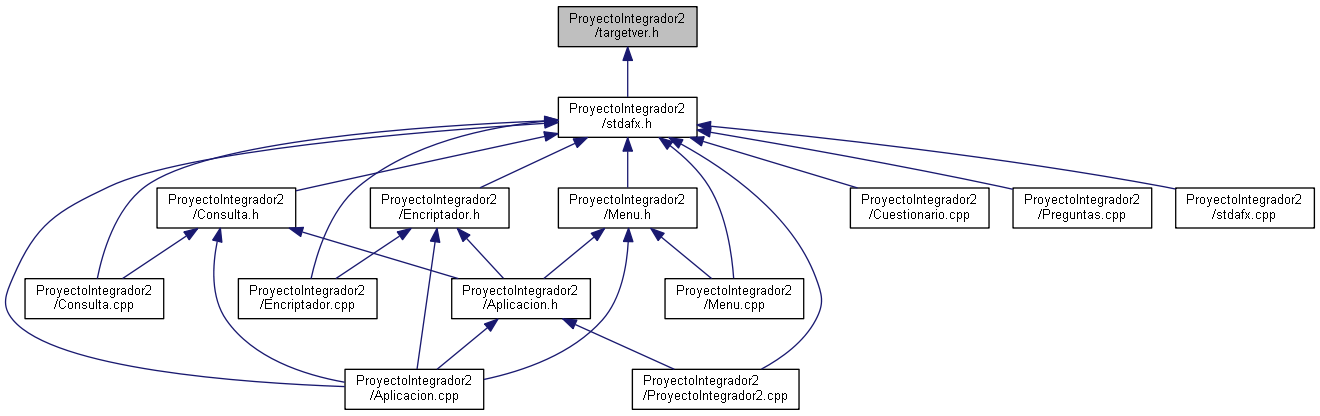 ProyectoIntegrador2
/targetver.h
ProyectoIntegrador2
/stdafx.h
ProyectoIntegrador2
/Consulta.h
ProyectoIntegrador2
/Encriptador.h
ProyectoIntegrador2
/Menu.h
ProyectoIntegrador2
/Cuestionario.cpp
ProyectoIntegrador2
/Preguntas.cpp
ProyectoIntegrador2
/stdafx.cpp
ProyectoIntegrador2
/Consulta.cpp
ProyectoIntegrador2
/Encriptador.cpp
ProyectoIntegrador2
/Aplicacion.h
ProyectoIntegrador2
/Menu.cpp
ProyectoIntegrador2
/Aplicacion.cpp
ProyectoIntegrador2
/ProyectoIntegrador2.cpp